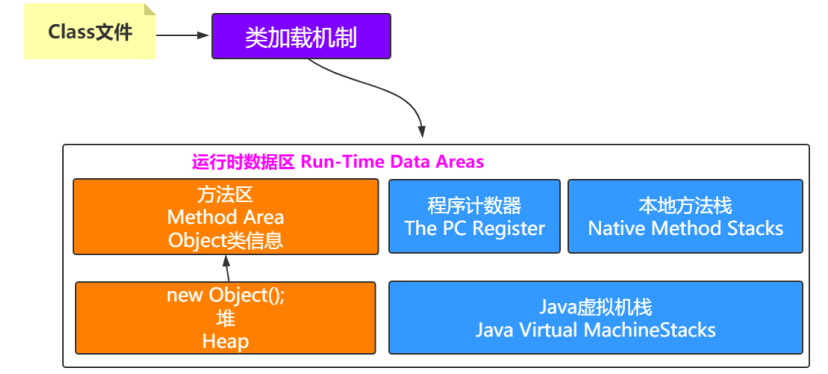 Class文件
类加载机制
运行时数据区 Run-Time Data Areas
方法区
Method Area
Object类信息
程序计数器
The PC Register
本地方法栈
Native Method Stacks
new Object();
堆
Heap
Java虚拟机栈
Java Virtual MachineStacks